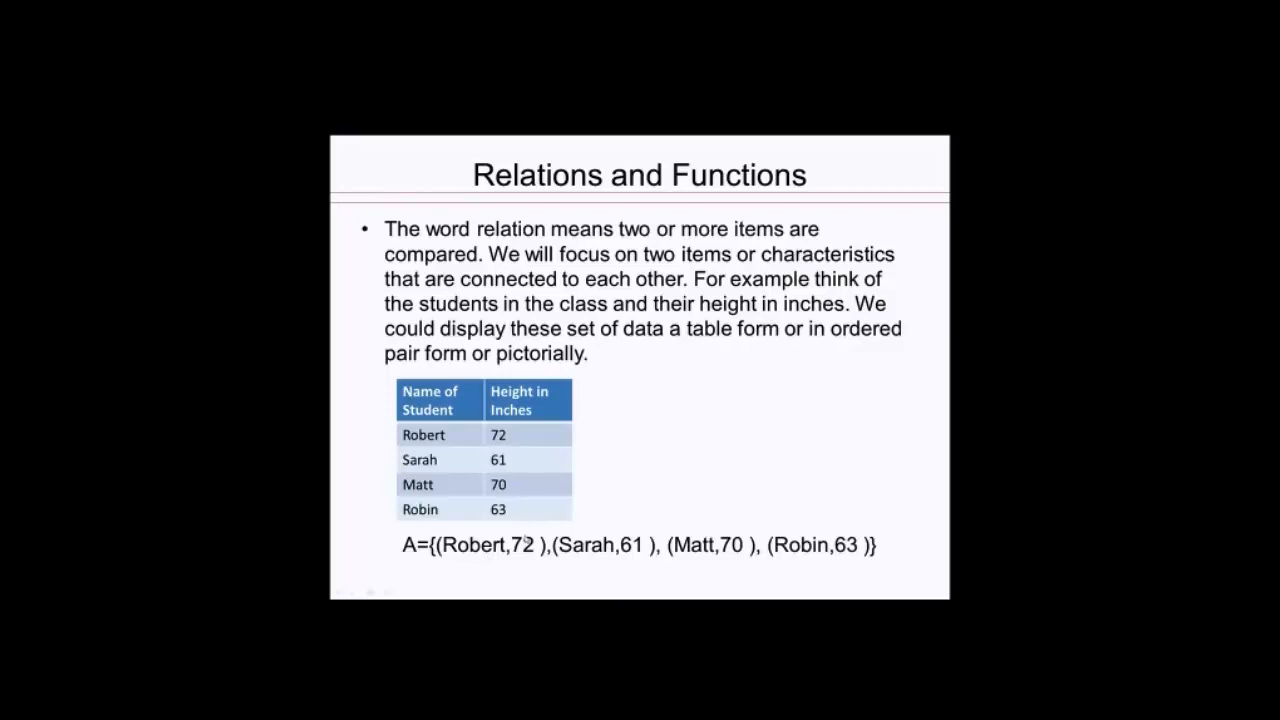 Relations and Functions
• The word relation means two or more items are
compared. We will focus on two items or characteristics
that are connected to each other. For example think of
the students in the class and their height in inches. We
could display these set of data a table form or in ordered
pair form or pictorially.
Name of Student Height in Inches
Robert 72
Sarah 61
Matt 70
Robin 63
A={(Robert,72 ),(Sarah,61 ), (Matt,70 ), (Robin,63 )}